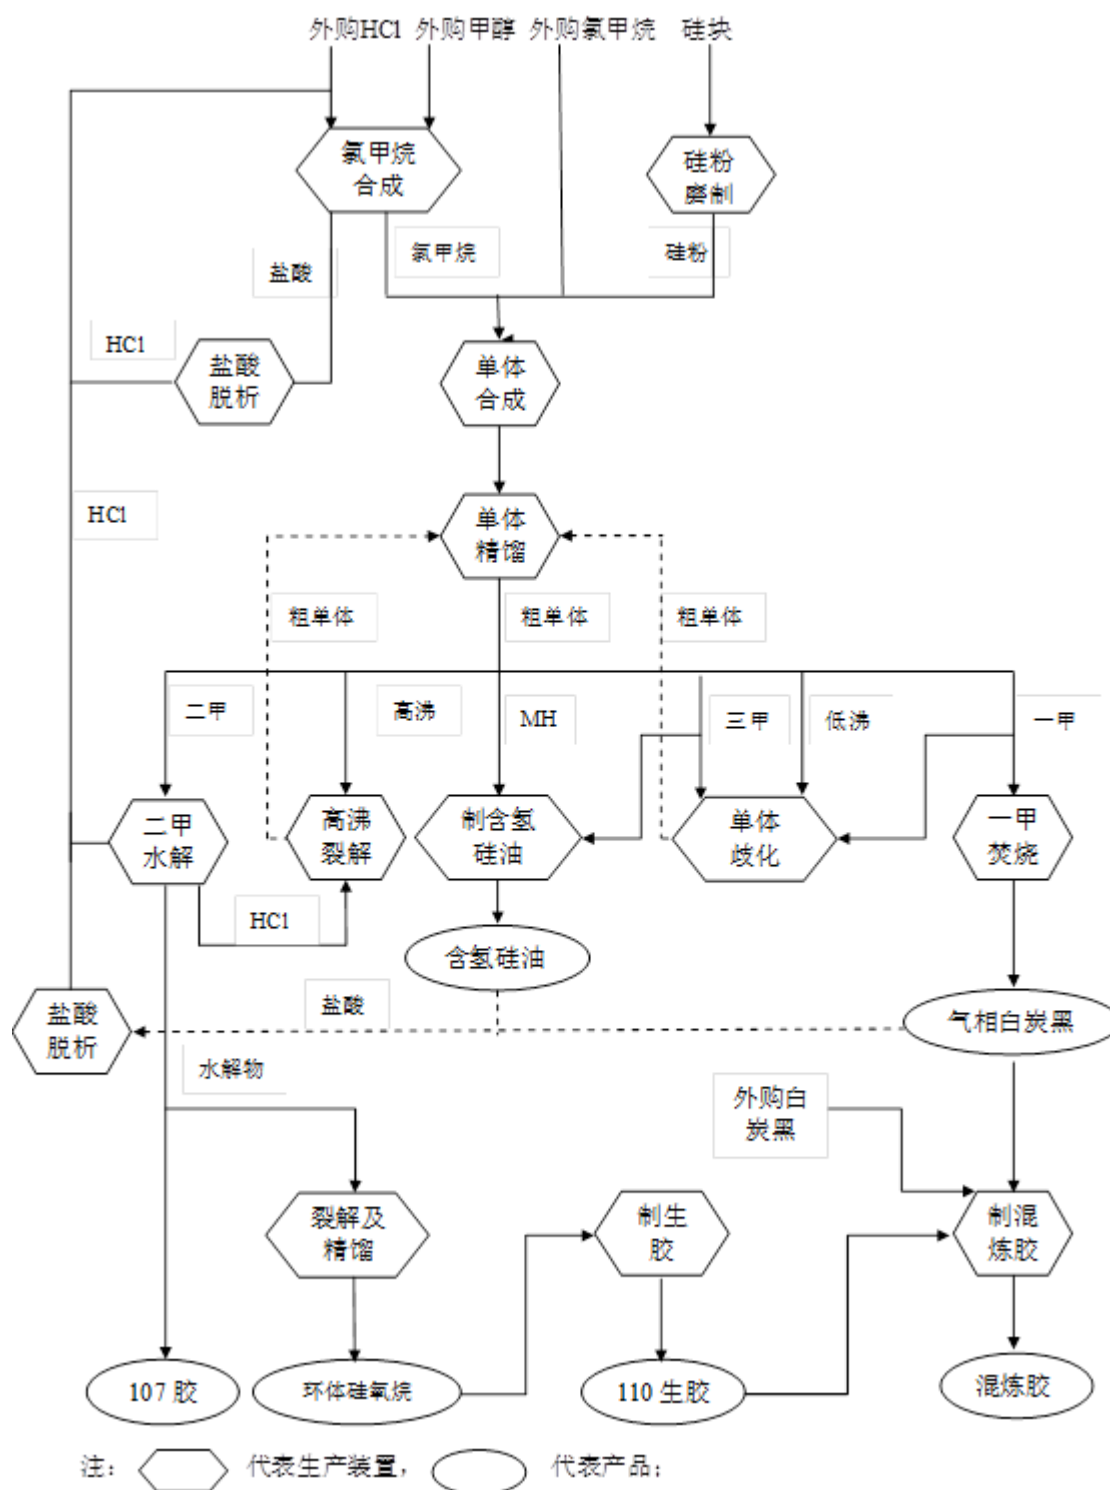 外购HCl 外购甲醇 外购氯甲烷 硅块
氯甲烷
合成
硅粉
磨制
盐酸
氯甲烷
硅粉
HCl
盐酸
脱析
单体
合成
HCl
单体
精馏
粗单体
粗单体
粗单体
二甲
高沸
MH
三甲
低沸
一甲
二甲
水解
高沸
裂解
制含氢
硅油
单体
歧化
一甲
焚烧
HCl
含氢硅油
盐酸
脱析
盐酸
气相白炭黑
水解物
外购白
炭黑
裂解及
精馏
制生
胶
制混
炼胶
107 胶
环体硅氧烷
110 生胶
混炼胶
注： 代表生产装置， 代表产品；